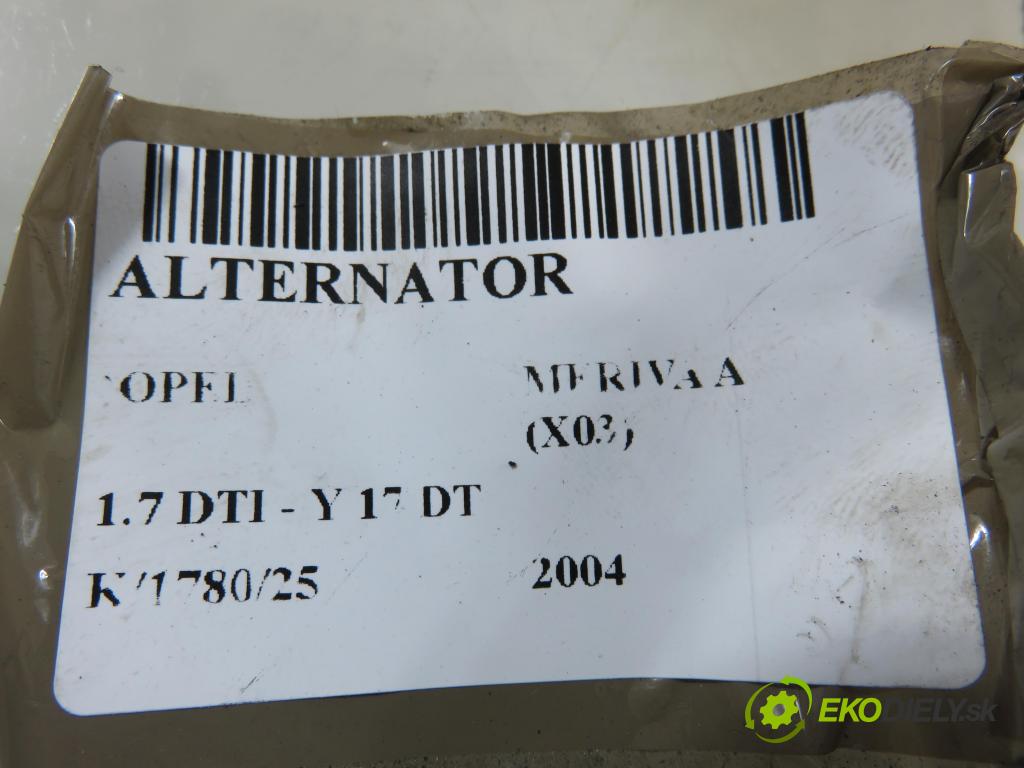 ALTERNATOR
OPEL MERIVA A
(X03)
1.7 DTI - Y 17 DT
K/1780/25 2004
EKODIELY.sk